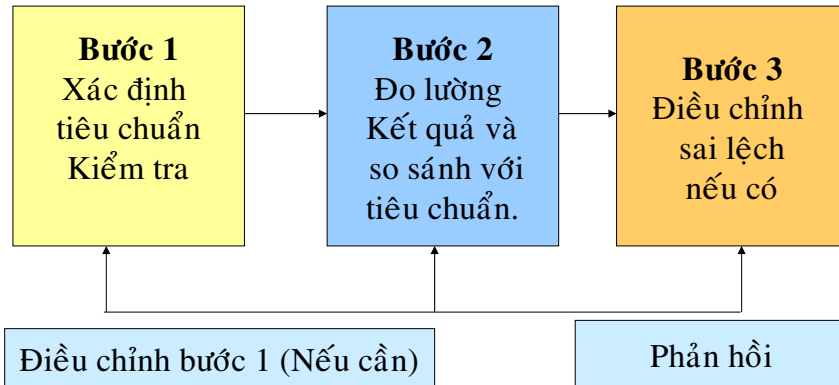 Bước 1
Xác định
tiêu chuẩn
Kiểm tra
Bước 2
Đo lường
Kết quả và
so sánh với
tiêu chuẩn.
Bước 3
Điều chỉnh
sai lệch
nếu có
Điều chỉnh bước 1 (Nếu cần)
Phản hồi